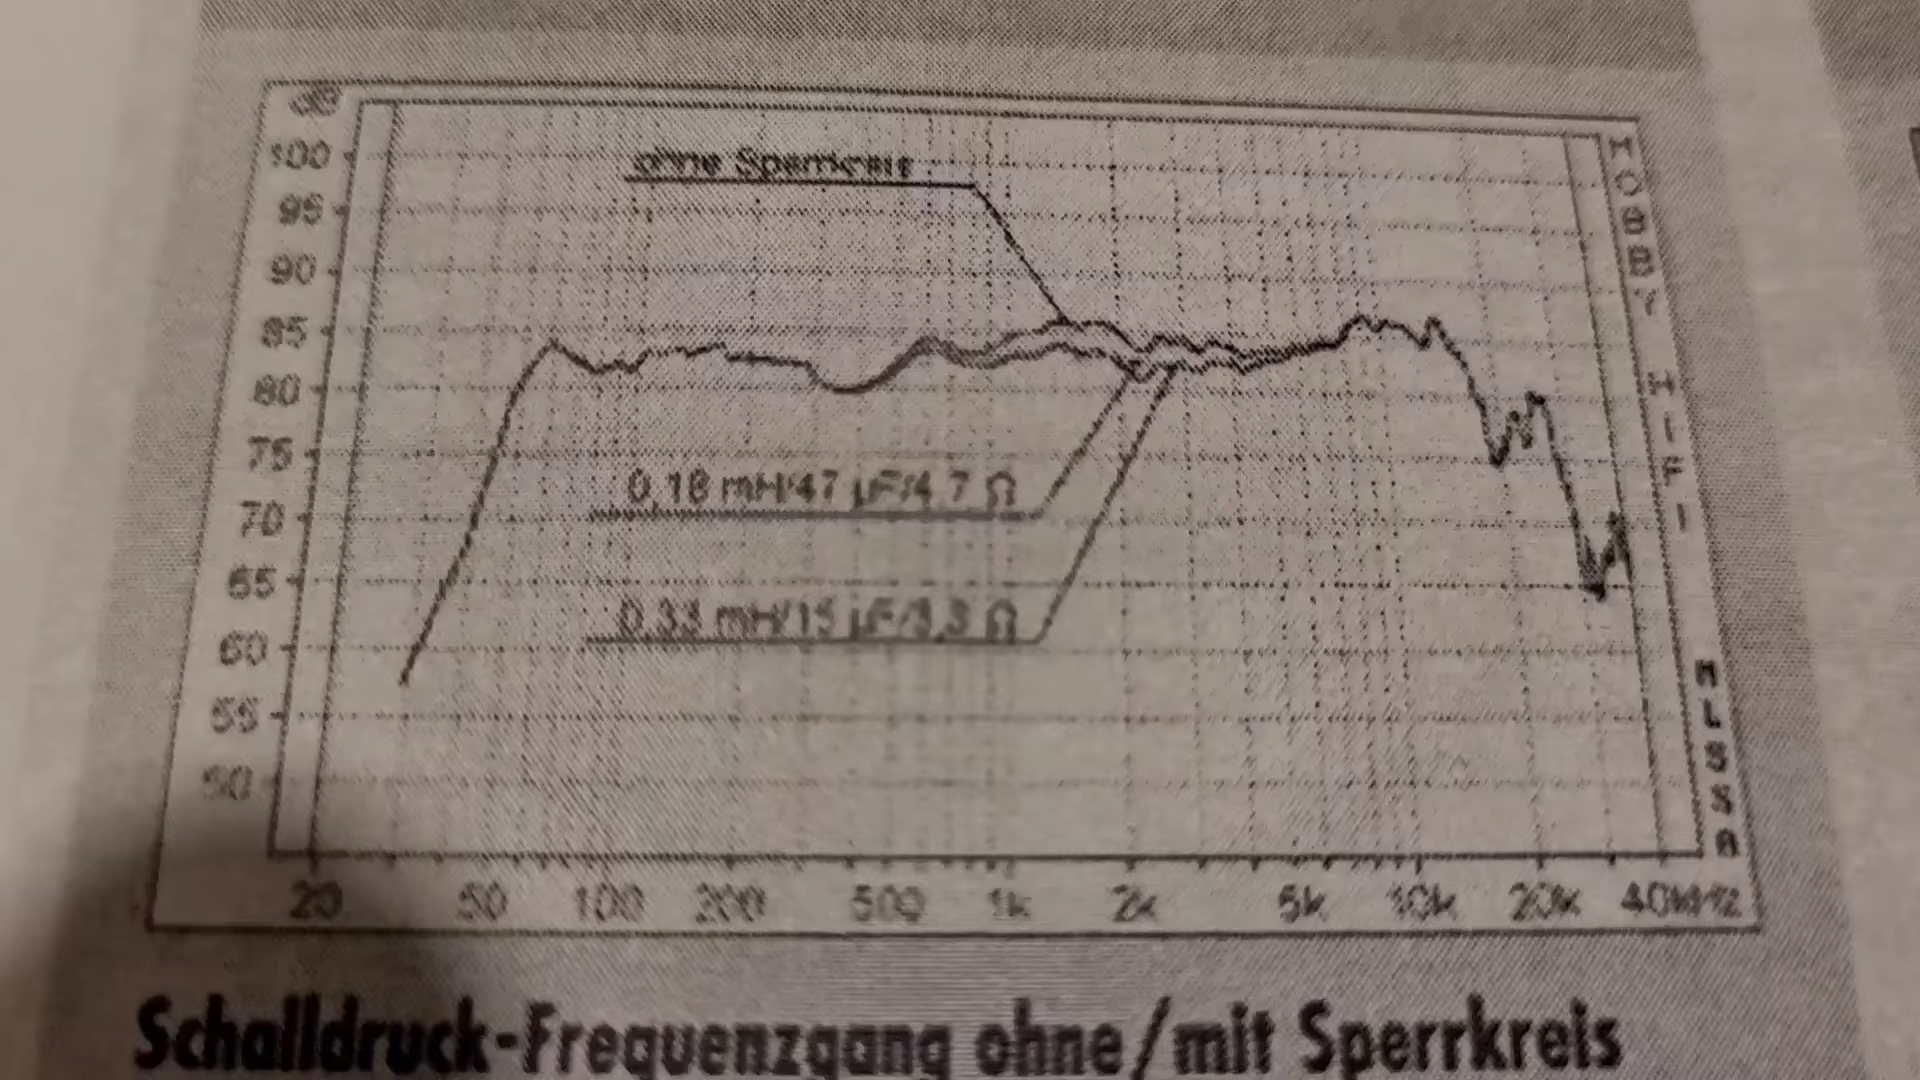 dB
100
ohne Sperrkreis
95
90
85
80
75
0,18 mH/47 µF/4,7 Ω
70
65
0,33 mH/15 µF/3,3 Ω
60
55
50
20 50 100 200 500 1k 2k 5k 10k 20k 40kHz
HOBBY HIFI
MLSSA
Schalldruck-Frequenzgang ohne/mit Sperrkreis